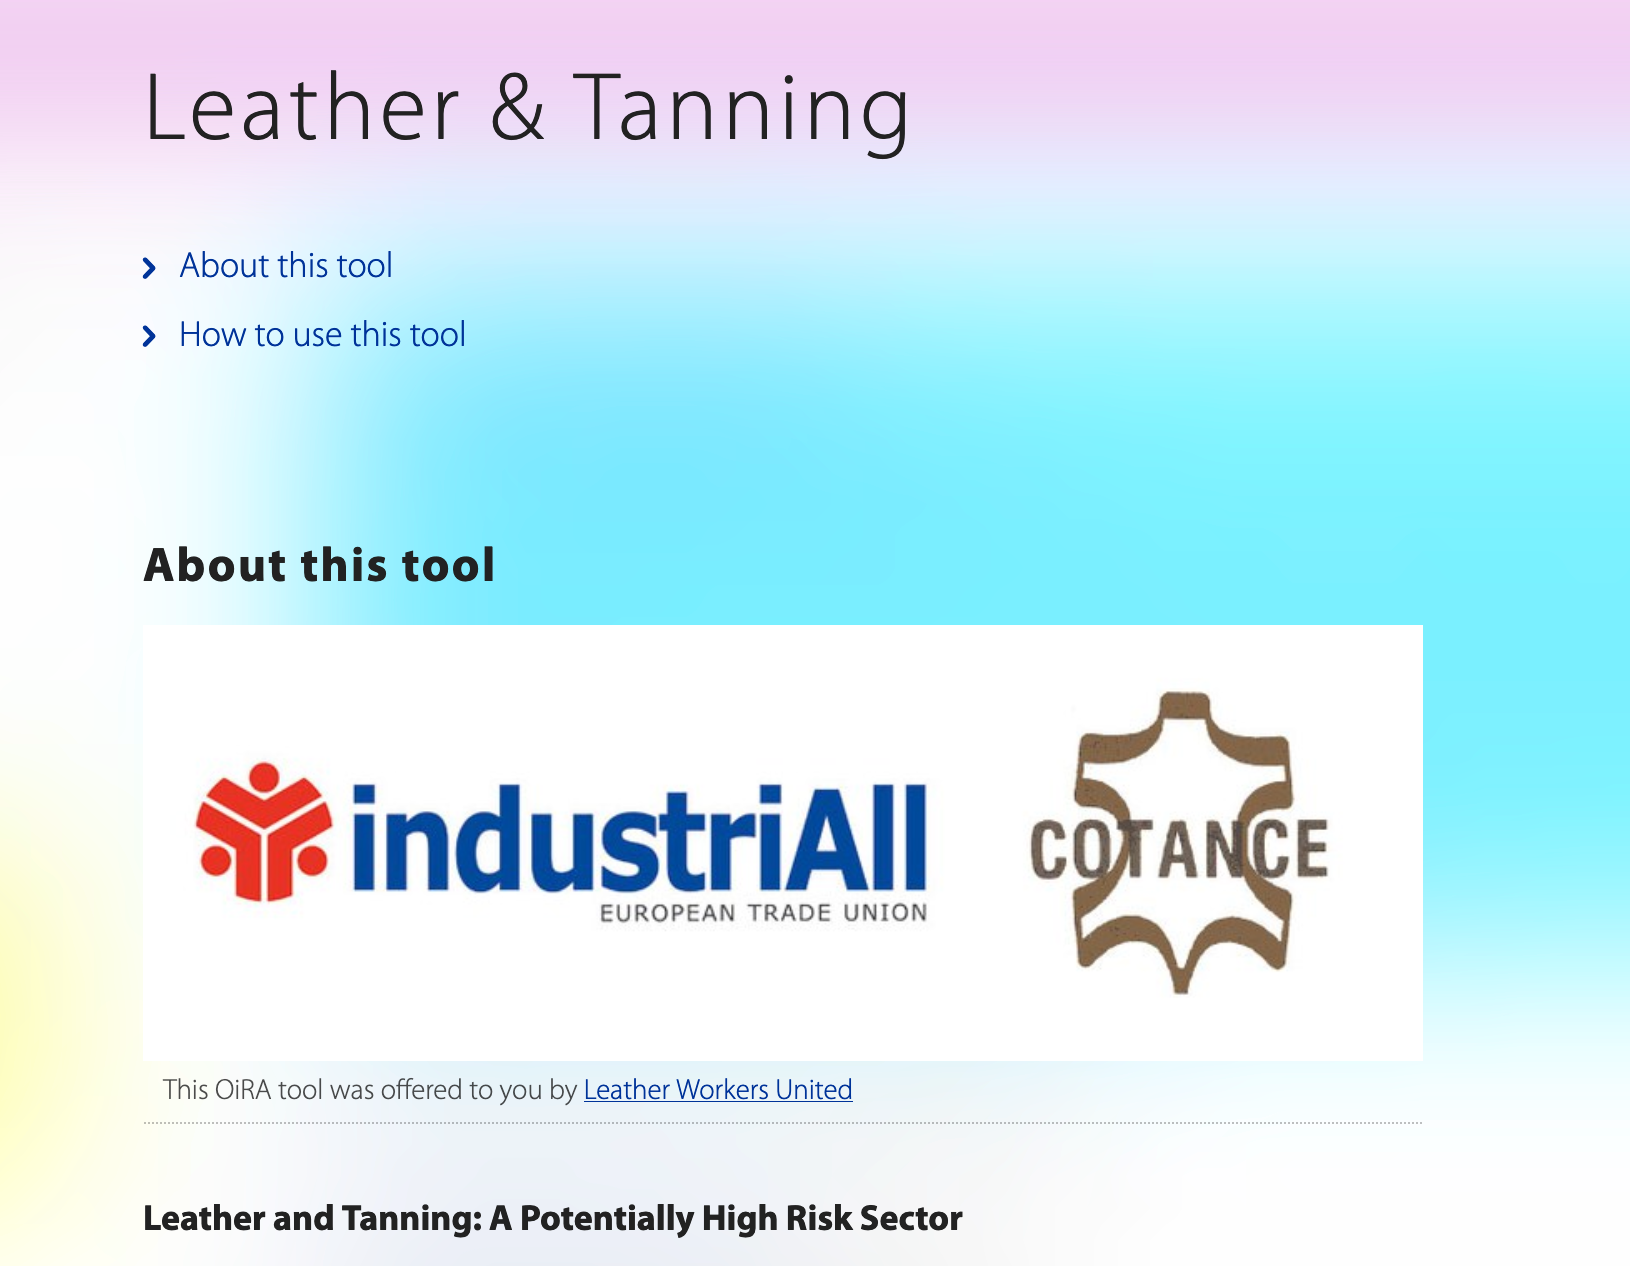 Leather & Tanning
About this tool
How to use this tool
About this tool
industriAll
EUROPEAN TRADE UNION
COTANCE
This OiRA tool was offered to you by Leather Workers United
Leather and Tanning: A Potentially High Risk Sector